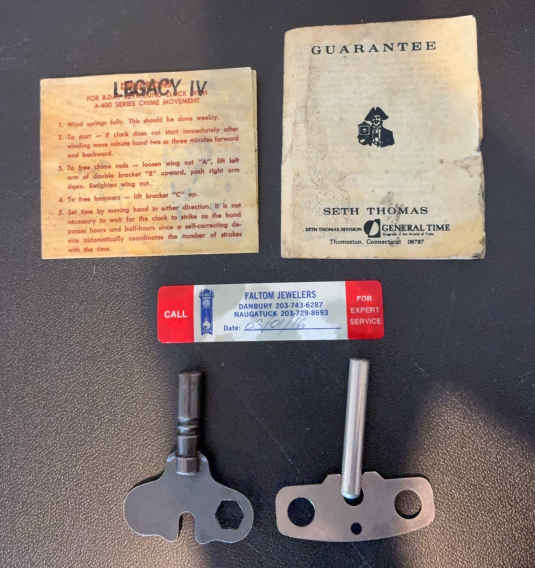 LEGACY IV
FOR 8-DAY
A-400 SERIES CHIME MOVEMENT
1. Wind springs fully. This should be done weekly.
2. To start — if clock does not start immediately after
winding move minute hand two or three minutes forward
and backward.
3. To free chime rods — loosen wing nut "A", lift left
arm of double bracket "B" upward, push right arm
down. Retighten wing nut.
4. To free hammers — lift bracket "C" up.
5. Set time by moving hand in either direction. It is not
necessary to wait for the clock to strike as the hand
passes hours and half-hours since a self-correcting de-
vice automatically coordinates the number of strokes
with the time.
GUARANTEE
SETH THOMAS
SETH THOMAS DIVISION
GENERAL TIME
Thomaston, Connecticut 06787
CALL
FALTOM JEWELERS
DANBURY 203-743-6287
NAUGATUCK 203-729-8693
Date:
FOR
EXPERT
SERVICE